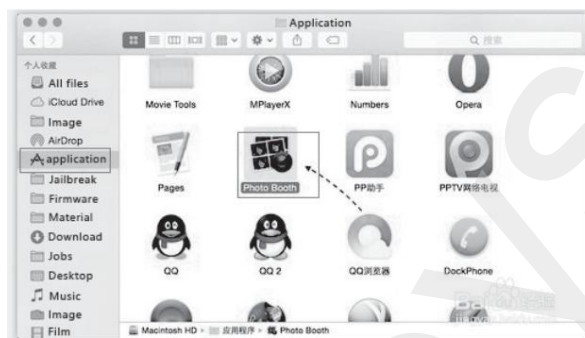 Application
搜索
个人收藏
All files
iCloud Drive
Image
AirDrop
application
Jailbreak
Firmware
Material
Download
Jobs
Desktop
Music
Image
Film
Movie Tools
MPlayerX
Numbers
Opera
Pages
Photo Booth
PP助手
PPTV网络电视
QQ
QQ 2
QQ浏览器
DockPhone
Macintosh HD
应用程序
Photo Booth